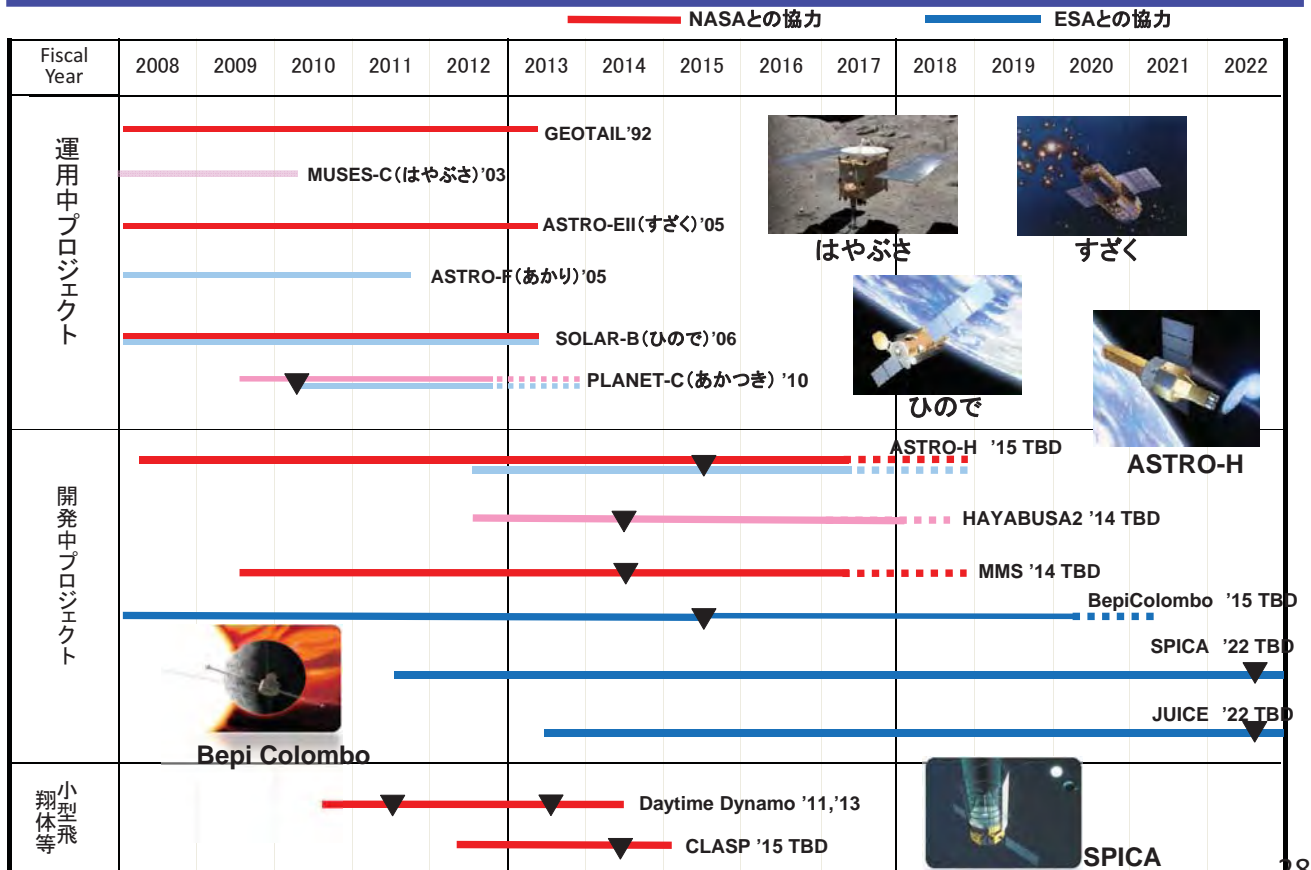 NASAとの協力
ESAとの協力
Fiscal Year 2008 2009 2010 2011 2012 2013 2014 2015 2016 2017 2018 2019 2020 2021 2022
運用中プロジェクト
GEOTAIL'92
MUSES-C(はやぶさ)'03
ASTRO-EII(すざく)'05
ASTRO-F(あかり)'05
SOLAR-B(ひので)'06
PLANET-C(あかつき) '10
はやぶさ
すざく
ひので
ASTRO-H
開発中プロジェクト
ASTRO-H '15 TBD
HAYABUSA2 '14 TBD
MMS '14 TBD
BepiColombo '15 TBD
SPICA '22 TBD
JUICE '22 TBD
Bepi Colombo
小型飛翔体等
Daytime Dynamo '11,'13
CLASP '15 TBD
SPICA